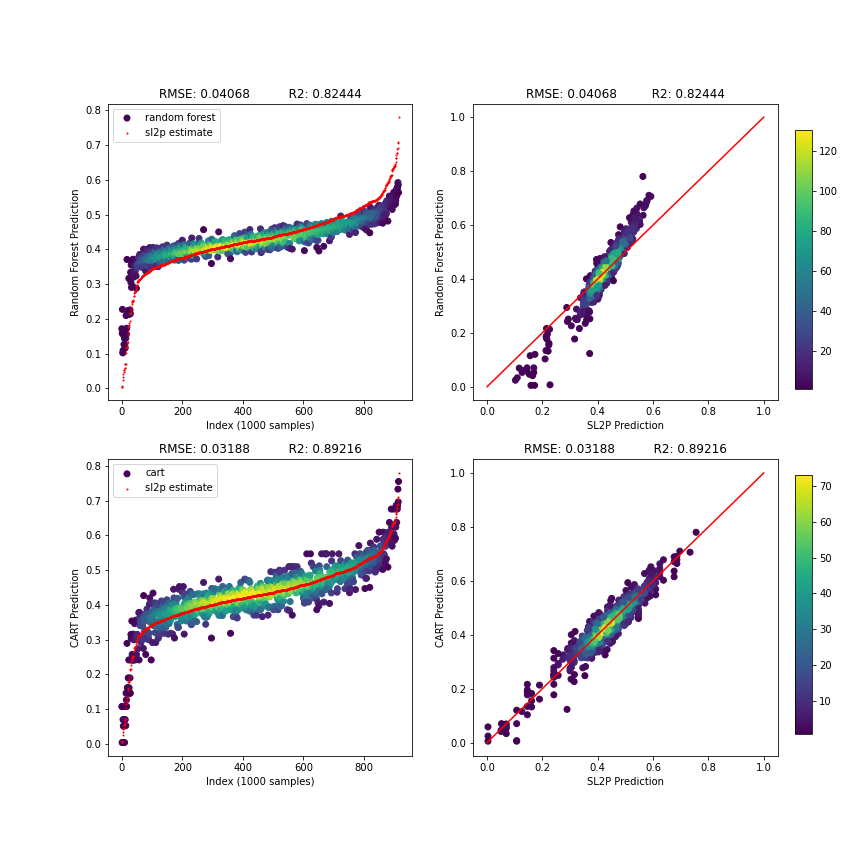 RMSE: 0.04068 R2: 0.82444
RMSE: 0.04068 R2: 0.82444
random forest
sl2p estimate
Random Forest Prediction
0.8
0.7
0.6
0.5
0.4
0.3
0.2
0.1
0.0
0 200 400 600 800
Index (1000 samples)
Random Forest Prediction
1.0
0.8
0.6
0.4
0.2
0.0
0.0 0.2 0.4 0.6 0.8 1.0
SL2P Prediction
120
100
80
60
40
20
RMSE: 0.03188 R2: 0.89216
RMSE: 0.03188 R2: 0.89216
cart
sl2p estimate
CART Prediction
0.8
0.7
0.6
0.5
0.4
0.3
0.2
0.1
0.0
0 200 400 600 800
Index (1000 samples)
CART Prediction
1.0
0.8
0.6
0.4
0.2
0.0
0.0 0.2 0.4 0.6 0.8 1.0
SL2P Prediction
70
60
50
40
30
20
10